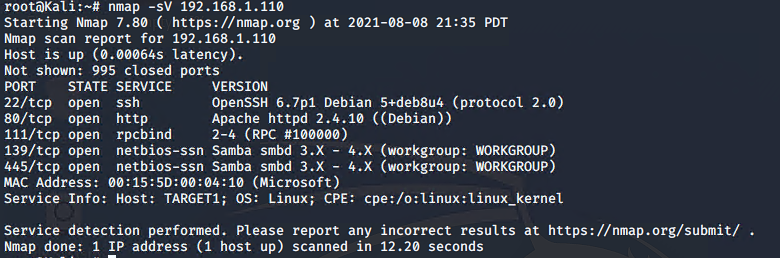 root@Kali:~# nmap -sV 192.168.1.110
Starting Nmap 7.80 ( https://nmap.org ) at 2021-08-08 21:35 PDT
Nmap scan report for 192.168.1.110
Host is up (0.00064s latency).
Not shown: 995 closed ports
PORT    STATE SERVICE     VERSION
22/tcp  open  ssh         OpenSSH 6.7p1 Debian 5+deb8u4 (protocol 2.0)
80/tcp  open  http        Apache httpd 2.4.10 ((Debian))
111/tcp open  rpcbind     2-4 (RPC #100000)
139/tcp open  netbios-ssn Samba smbd 3.X - 4.X (workgroup: WORKGROUP)
445/tcp open  netbios-ssn Samba smbd 3.X - 4.X (workgroup: WORKGROUP)
MAC Address: 00:15:5D:00:04:10 (Microsoft)
Service Info: Host: TARGET1; OS: Linux; CPE: cpe:/o:linux:linux_kernel

Service detection performed. Please report any incorrect results at https://nmap.org/submit/ .
Nmap done: 1 IP address (1 host up) scanned in 12.20 seconds